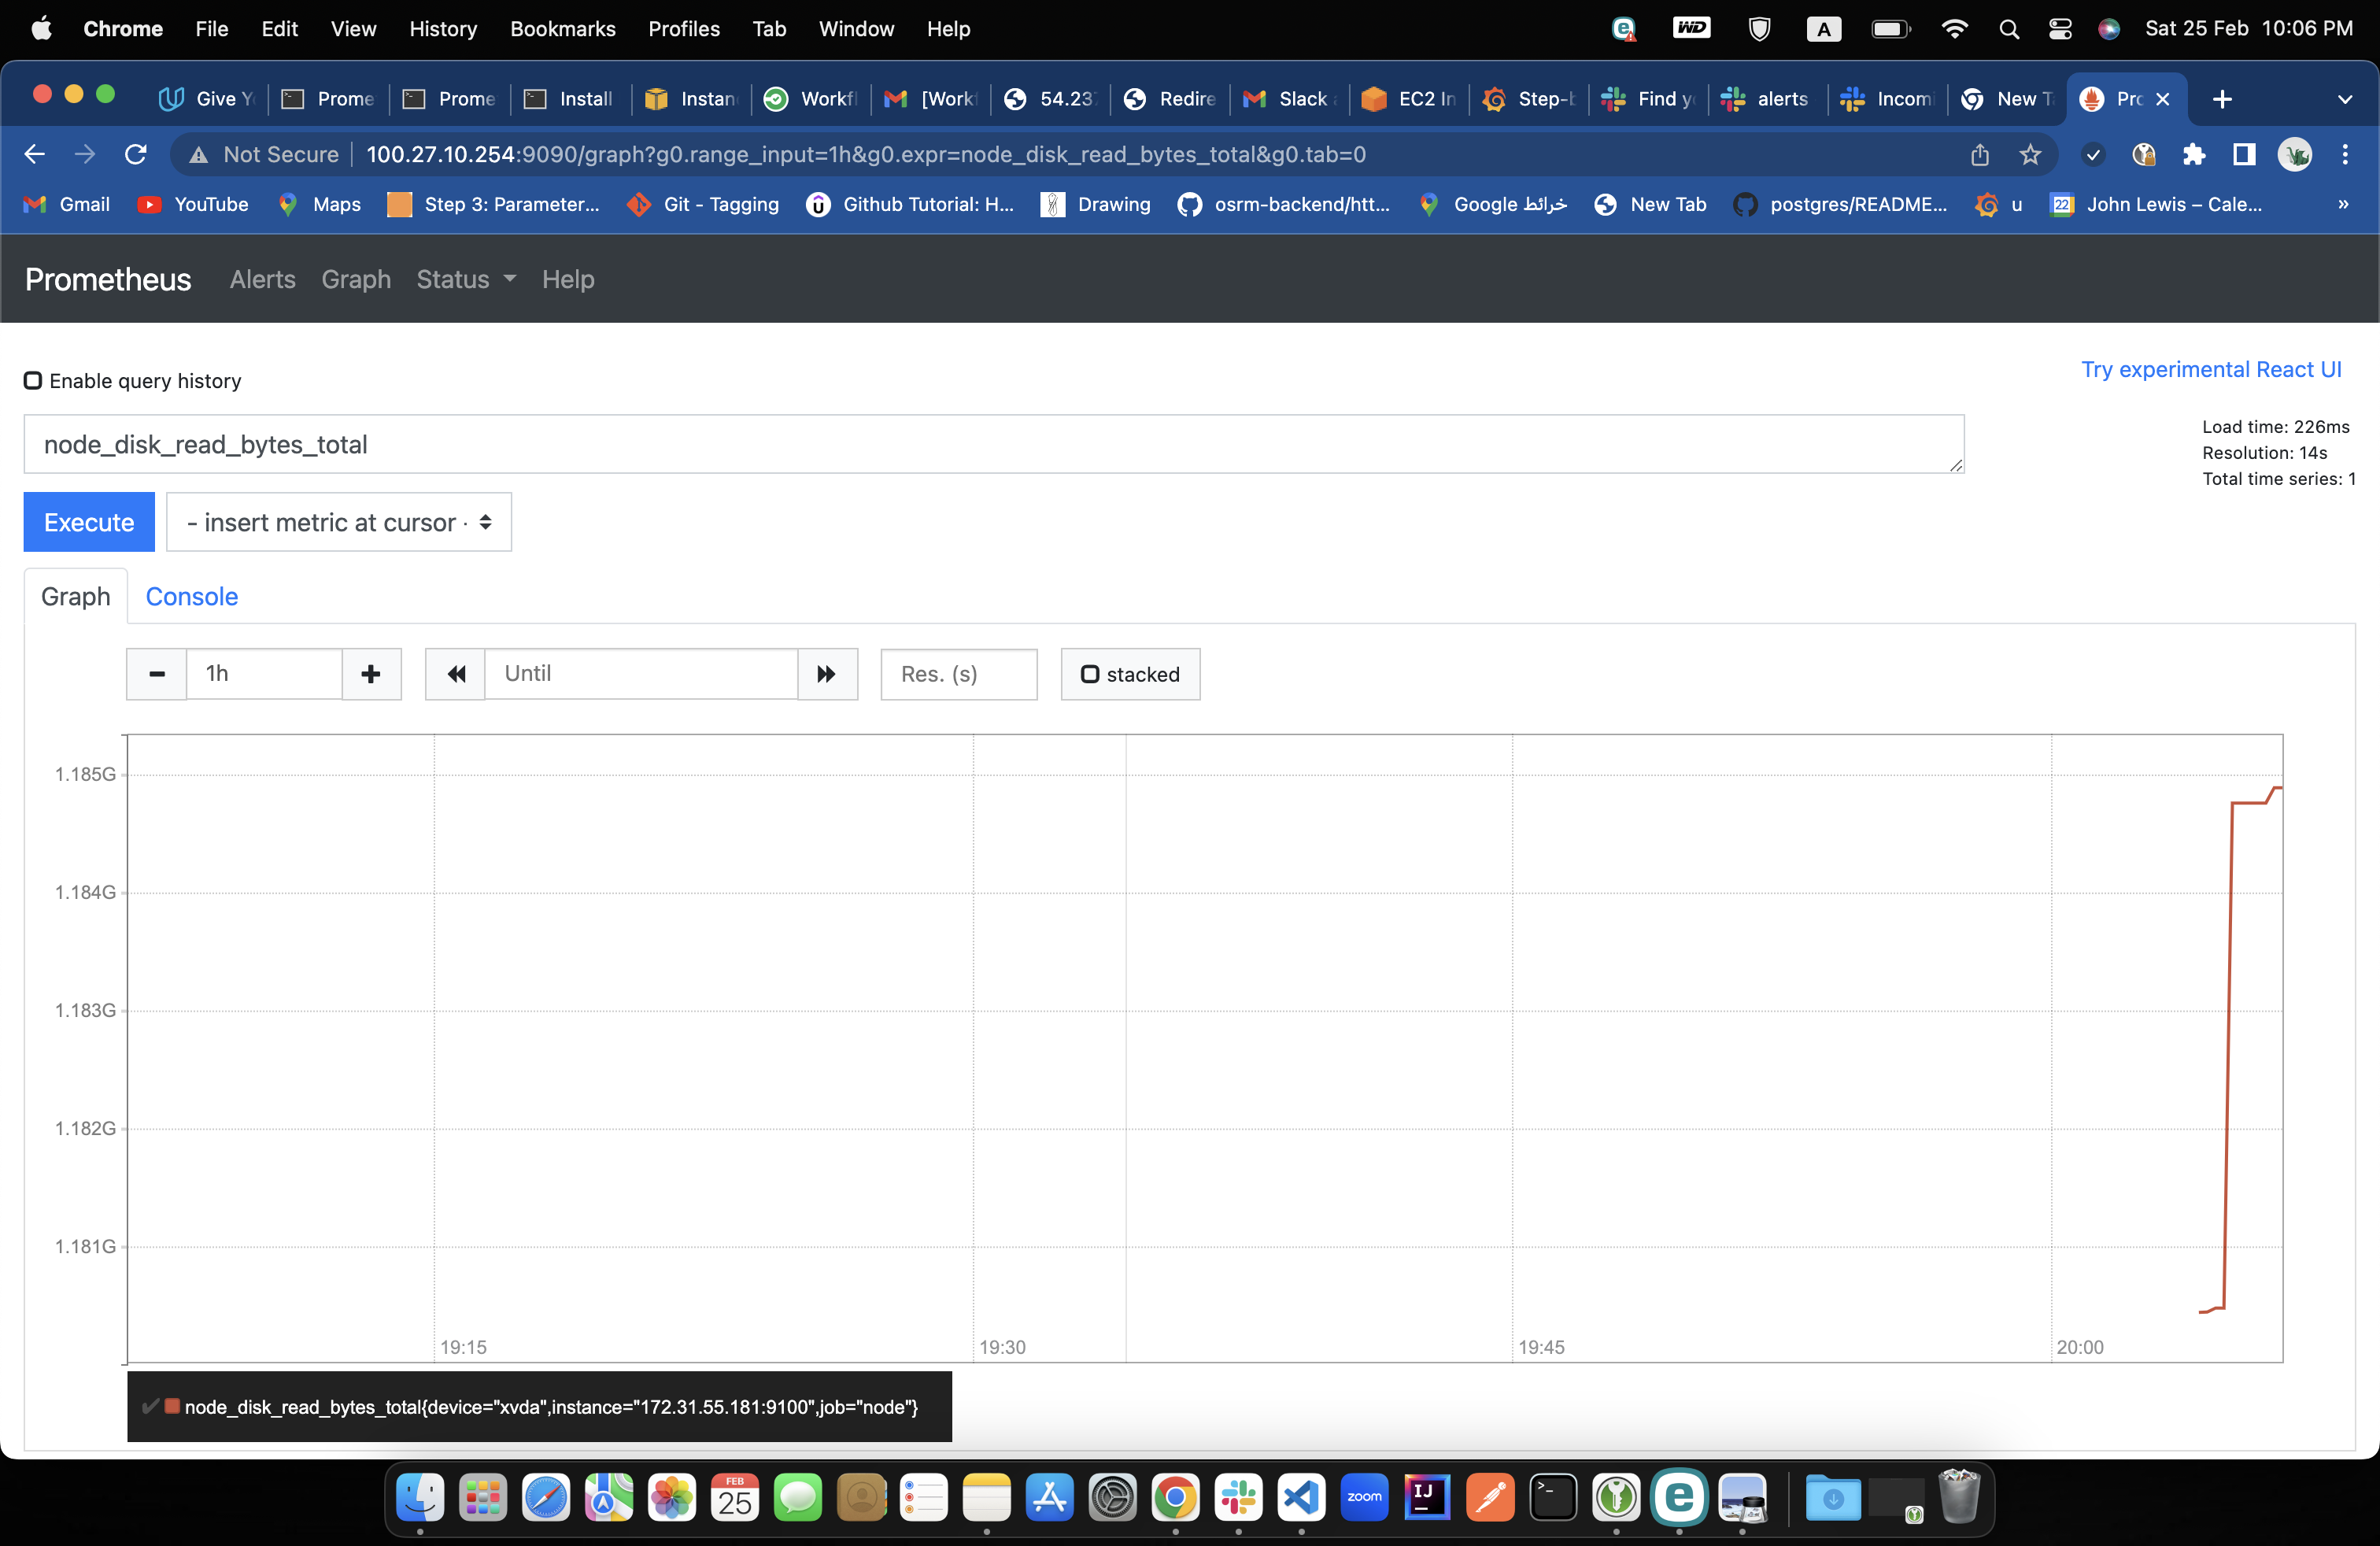 Chrome File Edit View History Bookmarks Profiles Tab Window Help WD A Sat 25 Feb 10:06 PM
Give Y Prome Prome Install Instan Workfl [Work 54.23 Redire Slack EC2 In Step-b Find y alerts Incomi New T Pro
Not Secure 100.27.10.254:9090/graph?g0.range_input=1h&g0.expr=node_disk_read_bytes_total&g0.tab=0
Gmail YouTube Maps Step 3: Parameter... Git - Tagging Github Tutorial: H... Drawing osrm-backend/htt... خرائط Google New Tab postgres/README... u 22 John Lewis – Cale... »
Prometheus Alerts Graph Status Help
Enable query history
Try experimental React UI
node_disk_read_bytes_total
Load time: 226ms
Resolution: 14s
Total time series: 1
Execute - insert metric at cursor -
Graph Console
1h Until Res. (s) stacked
1.185G
1.184G
1.183G
1.182G
1.181G
19:15 19:30 19:45 20:00
node_disk_read_bytes_total{device="xvda",instance="172.31.55.181:9100",job="node"}
FEB
25
zoom
IJ
e